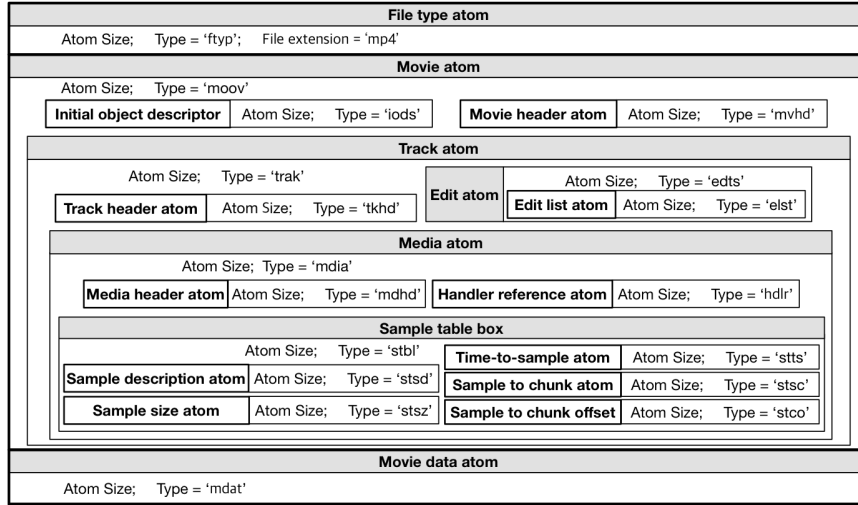 File type atom
Atom Size; Type = 'ftyp'; File extension = 'mp4'
Movie atom
Atom Size; Type = 'moov'
Initial object descriptor Atom Size; Type = 'iods' Movie header atom Atom Size; Type = 'mvhd'
Track atom
Atom Size; Type = 'trak'
Track header atom Atom Size; Type = 'tkhd'
Edit atom
Atom Size; Type = 'edts'
Edit list atom Atom Size; Type = 'elst'
Media atom
Atom Size; Type = 'mdia'
Media header atom Atom Size; Type = 'mdhd' Handler reference atom Atom Size; Type = 'hdlr'
Sample table box
Atom Size; Type = 'stbl'
Sample description atom Atom Size; Type = 'stsd'
Sample size atom Atom Size; Type = 'stsz'
Time-to-sample atom Atom Size; Type = 'stts'
Sample to chunk atom Atom Size; Type = 'stsc'
Sample to chunk offset Atom Size; Type = 'stco'
Movie data atom
Atom Size; Type = 'mdat'